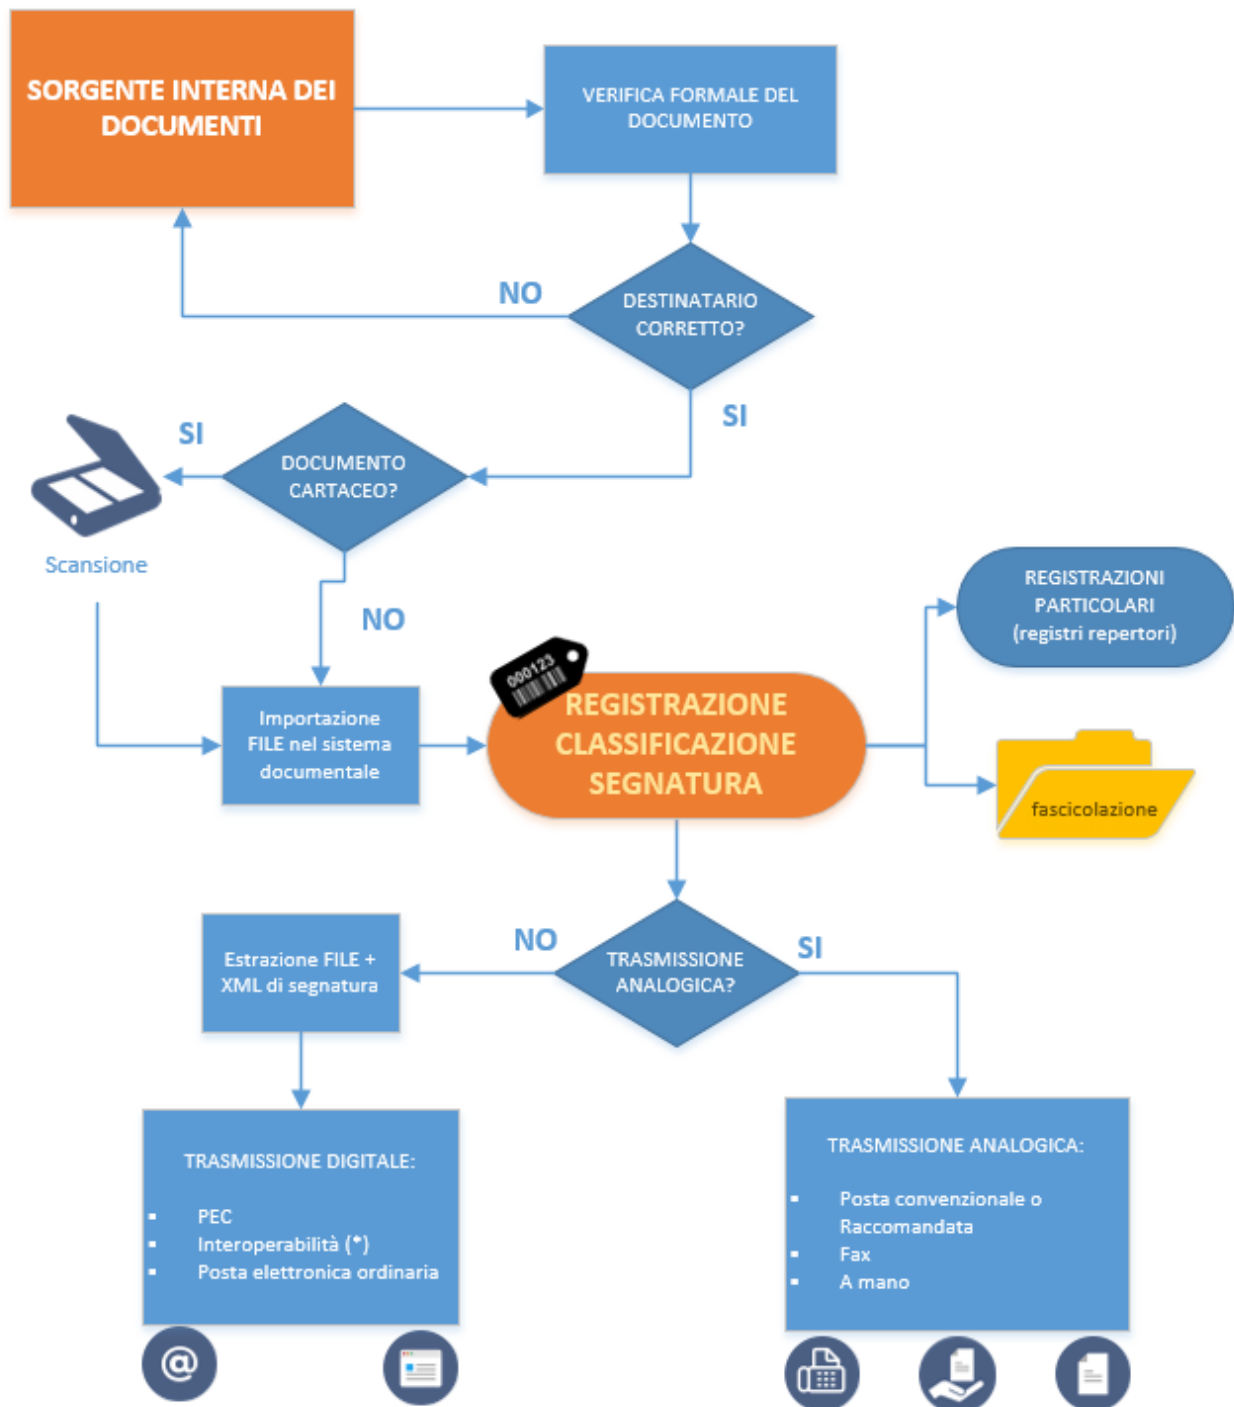 SORGENTE INTERNA DEI
DOCUMENTI
VERIFICA FORMALE DEL
DOCUMENTO
NO
DESTINATARIO
CORRETTO?
SI
SI
DOCUMENTO
CARTACEO?
Scansione
NO
REGISTRAZIONI
PARTICOLARI
(registri repertori)
000123
REGISTRAZIONE
CLASSIFICAZIONE
SEGNATURA
Importazione
FILE nel sistema
documentale
fascicolazione
NO
SI
TRASMISSIONE
ANALOGICA?
Estrazione FILE +
XML di segnatura
TRASMISSIONE DIGITALE:
▪ PEC
▪ Interoperabilità (*)
▪ Posta elettronica ordinaria
@
TRASMISSIONE ANALOGICA:
▪ Posta convenzionale o
Raccomandata
▪ Fax
▪ A mano